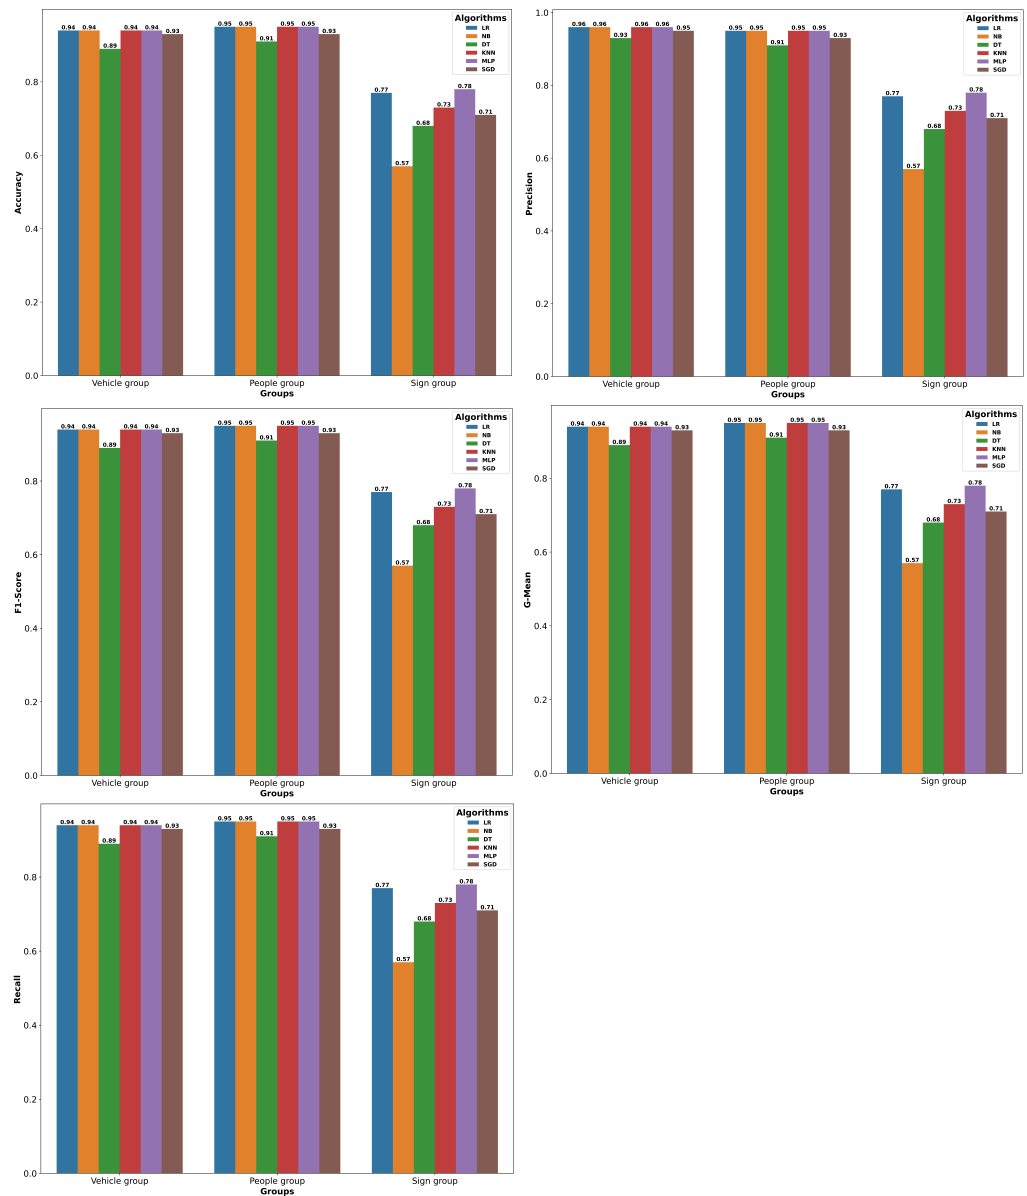 Accuracy
0.8
0.6
0.4
0.2
0.0
0.94 0.94 0.89 0.94 0.94 0.93
0.95 0.95 0.91 0.95 0.95 0.93
0.77 0.57 0.68 0.73 0.78 0.71
Algorithms
LR
NB
DT
KNN
MLP
SGD
Vehicle group People group Sign group
Groups
Precision
1.0
0.8
0.6
0.4
0.2
0.0
0.96 0.96 0.93 0.96 0.96 0.95
0.95 0.95 0.91 0.95 0.95 0.93
0.77 0.57 0.68 0.73 0.78 0.71
Algorithms
LR
NB
DT
KNN
MLP
SGD
Vehicle group People group Sign group
Groups
F1-Score
0.8
0.6
0.4
0.2
0.0
0.94 0.94 0.89 0.94 0.94 0.93
0.95 0.95 0.91 0.95 0.95 0.93
0.77 0.57 0.68 0.73 0.78 0.71
Algorithms
LR
NB
DT
KNN
MLP
SGD
Vehicle group People group Sign group
Groups
G-Mean
0.8
0.6
0.4
0.2
0.0
0.94 0.94 0.89 0.94 0.94 0.93
0.95 0.95 0.91 0.95 0.95 0.93
0.77 0.57 0.68 0.73 0.78 0.71
Algorithms
LR
NB
DT
KNN
MLP
SGD
Vehicle group People group Sign group
Groups
Recall
0.8
0.6
0.4
0.2
0.0
0.94 0.94 0.89 0.94 0.94 0.93
0.95 0.95 0.91 0.95 0.95 0.93
0.77 0.57 0.68 0.73 0.78 0.71
Algorithms
LR
NB
DT
KNN
MLP
SGD
Vehicle group People group Sign group
Groups